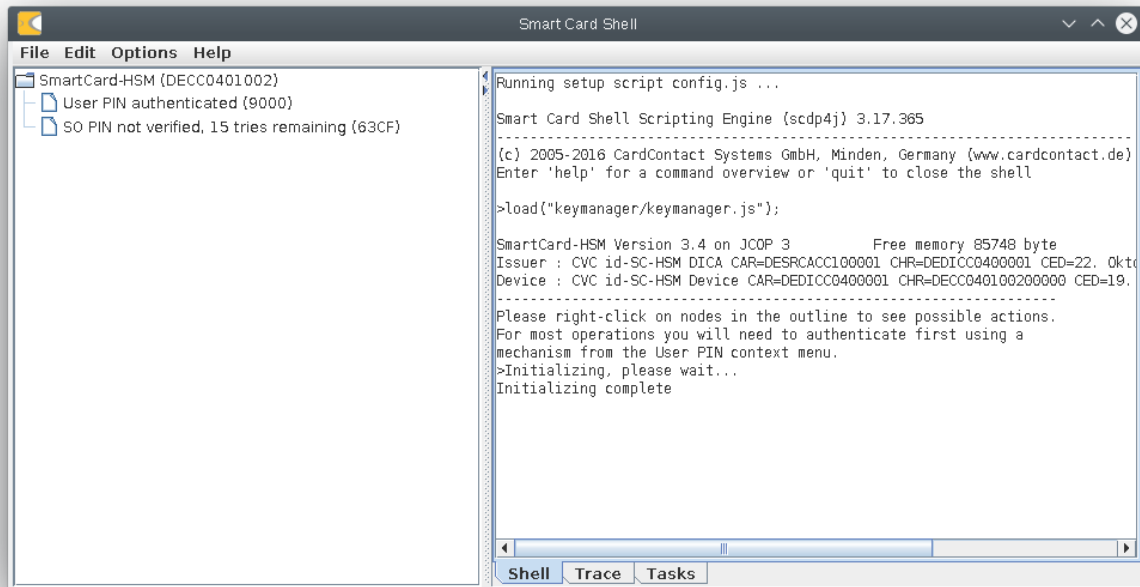 Smart Card Shell
File Edit Options Help
SmartCard-HSM (DECC0401002)
User PIN authenticated (9000)
SO PIN not verified, 15 tries remaining (63CF)
Running setup script config.js ...
Smart Card Shell Scripting Engine (scdp4j) 3.17.365
---------------------------------------------------------------------------
(c) 2005-2016 CardContact Systems GmbH, Minden, Germany (www.cardcontact.de)
Enter 'help' for a command overview or 'quit' to close the shell
>load("keymanager/keymanager.js");
SmartCard-HSM Version 3.4 on JCOP 3 Free memory 85748 byte
Issuer : CVC id-SC-HSM DICA CAR=DESRCACC100001 CHR=DEDICC0400001 CED=22. Okto
Device : CVC id-SC-HSM Device CAR=DEDICC0400001 CHR=DECC040100200000 CED=19.
-------------------------------------------------------------------
Please right-click on nodes in the outline to see possible actions.
For most operations you will need to authenticate first using a
mechanism from the User PIN context menu.
>Initializing, please wait...
Initializing complete
Shell Trace Tasks